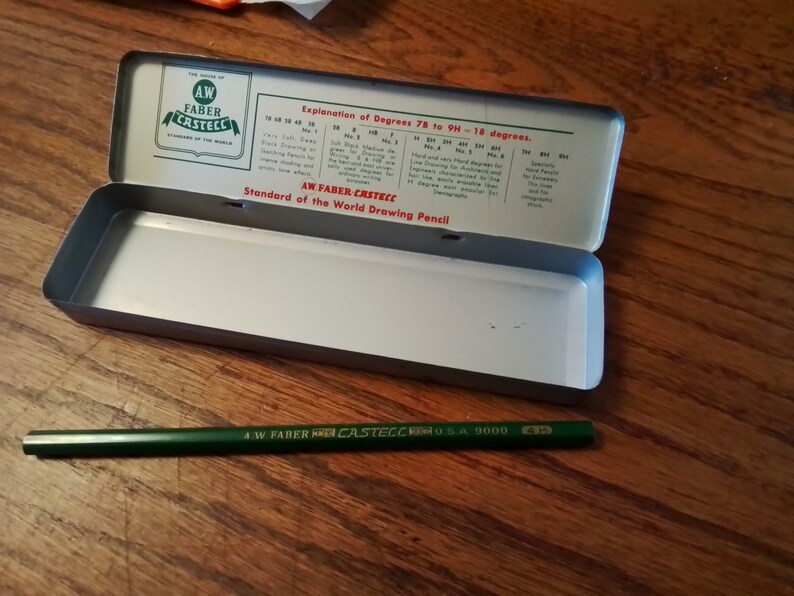 THE HOUSE OF
A.W.
FABER
CASTELL
STANDARD OF THE WORLD
Explanation of Degrees 7B to 9H = 18 degrees.
7B 6B 5B 4B 3B
No. 1
Very Soft, Deep
Black Drawing or
Sketching Pencils for
intense shading and
artistic tone effects.
2B B HB F
No. 2 No. 3
Soft Black Medium de-
grees for Drawing or
Writing. B & HB are
the best and most univer-
sally used degrees for
ordinary writing
purposes.
H 2H 3H 4H 5H 6H
No. 4 No. 5 No. 6
Hard and very Hard degrees for
Line Drawing for Architects and
Engineers characterized by fine
hair like, easily erasable lines
H degree most popular for
Stenography
7H 8H 9H
Specialty
Hard Pencils
for Extremely
Thin Lines
and For
Lithographic
Work.
A.W. FABER-CASTELL
Standard of the World Drawing Pencil
A.W. FABER CASTELL U.S.A. 9000 4H